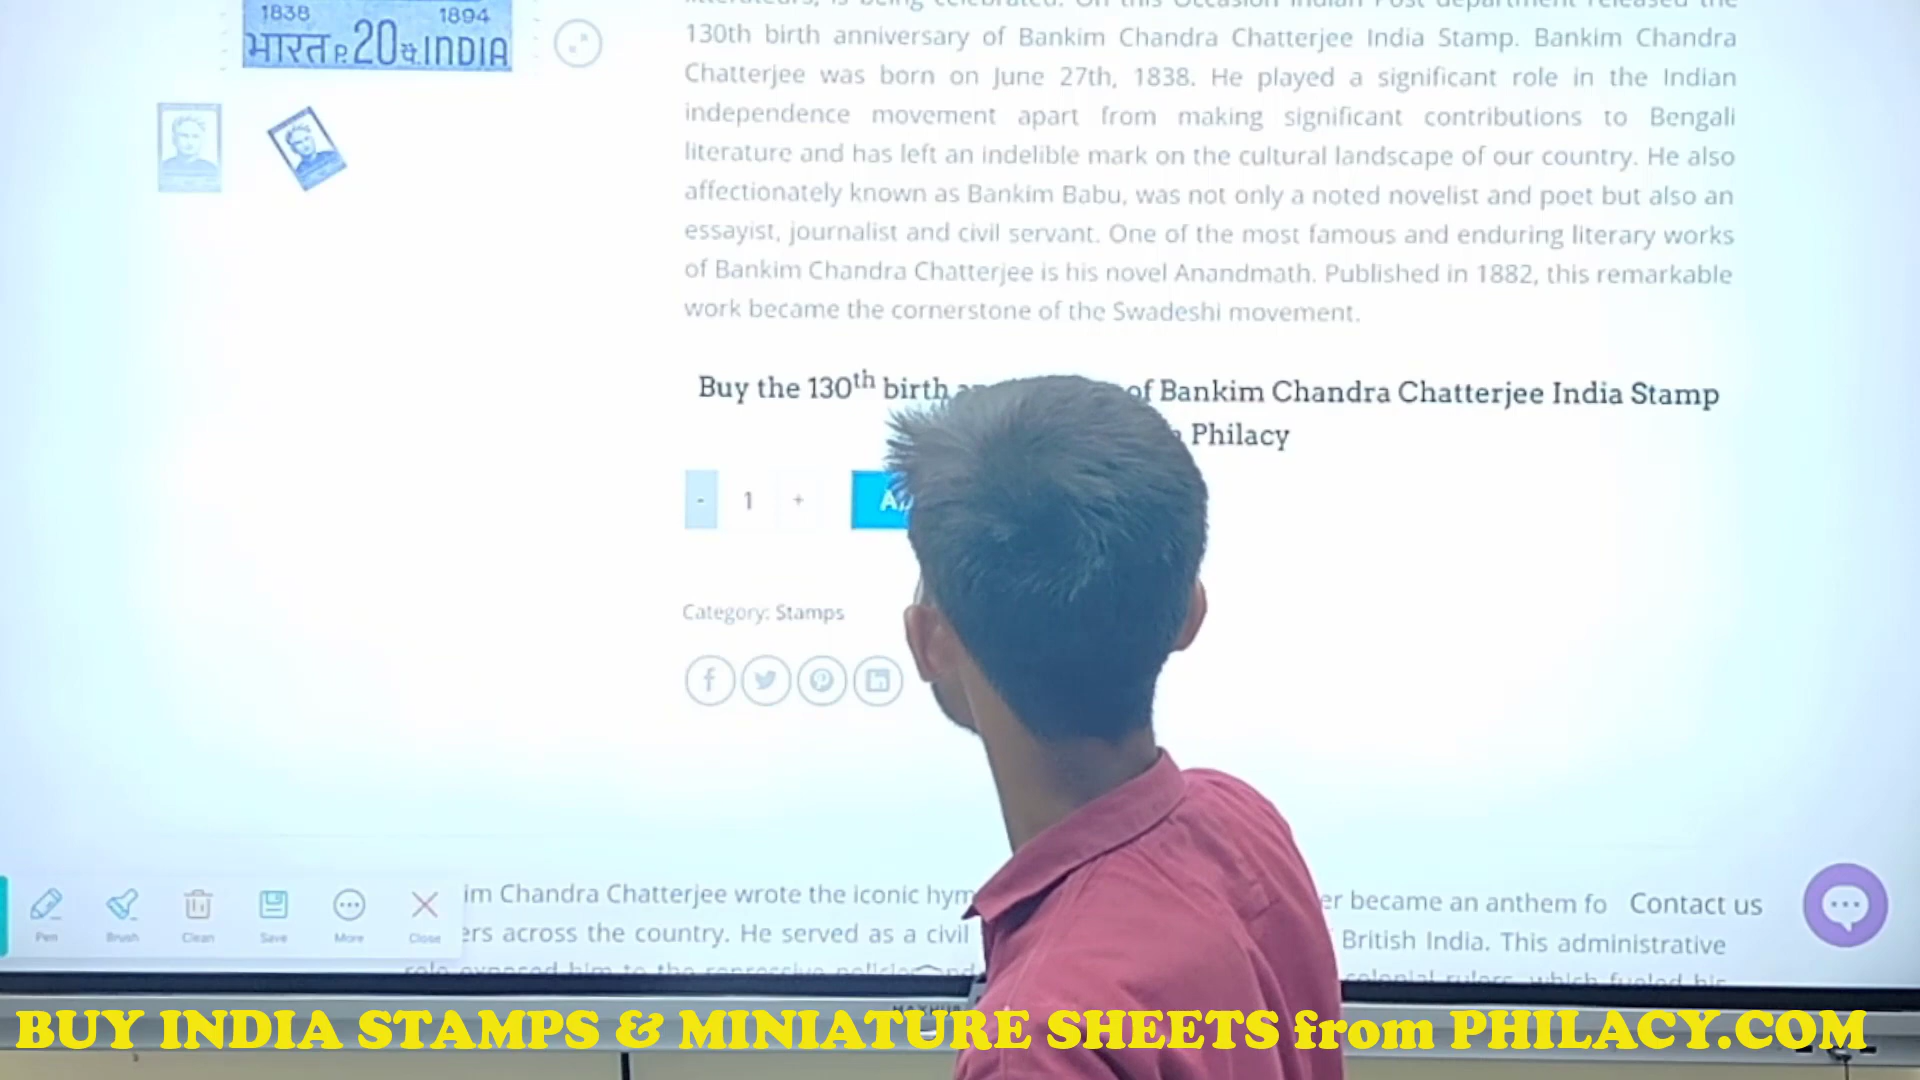 1838 1894
भारत P. 20 पै. INDIA
130th birth anniversary of Bankim Chandra Chatterjee India Stamp. Bankim Chandra
Chatterjee was born on June 27th, 1838. He played a significant role in the Indian
independence movement apart from making significant contributions to Bengali
literature and has left an indelible mark on the cultural landscape of our country. He also
affectionately known as Bankim Babu, was not only a noted novelist and poet but also an
essayist, journalist and civil servant. One of the most famous and enduring literary works
of Bankim Chandra Chatterjee is his novel Anandmath. Published in 1882, this remarkable
work became the cornerstone of the Swadeshi movement.
Buy the 130th birth of Bankim Chandra Chatterjee India Stamp
Philacy
- 1 +
Category: Stamps
im Chandra Chatterjee wrote the iconic hym er became an anthem fo Contact us
ers across the country. He served as a civil British India. This administrative
Pen Brush Clean Save More Close
BUY INDIA STAMPS & MINIATURE SHEETS from PHILACY.COM